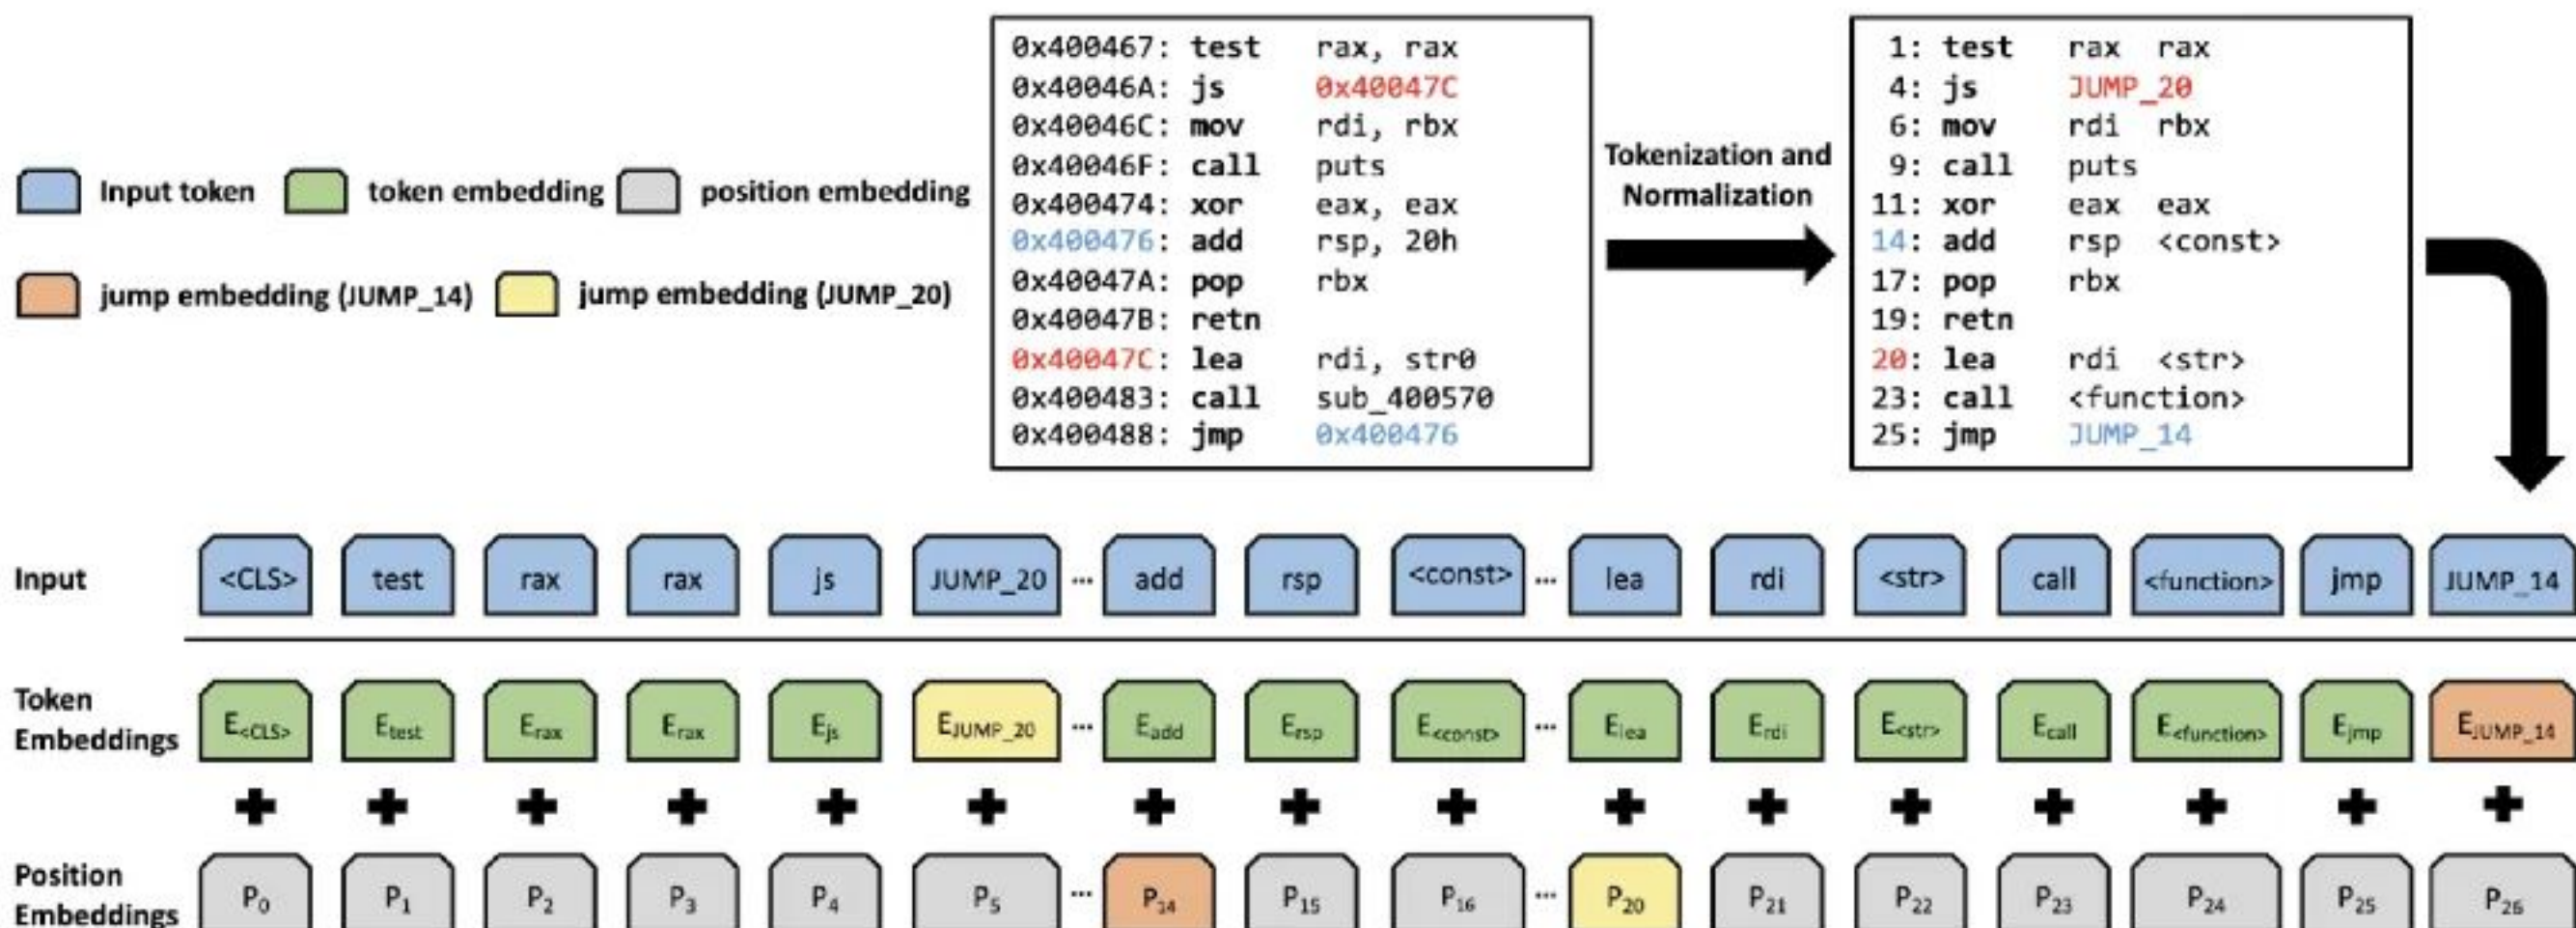 Input token token embedding position embedding
jump embedding (JUMP_14) jump embedding (JUMP_20)
0x400467: test rax, rax
0x40046A: js 0x40047C
0x40046C: mov rdi, rbx
0x40046F: call puts
0x400474: xor eax, eax
0x400476: add rsp, 20h
0x40047A: pop rbx
0x40047B: retn
0x40047C: lea rdi, str0
0x400483: call sub_400570
0x400488: jmp 0x400476
Tokenization and
Normalization
1: test rax rax
4: js JUMP_20
6: mov rdi rbx
9: call puts
11: xor eax eax
14: add rsp <const>
17: pop rbx
19: retn
20: lea rdi <str>
23: call <function>
25: jmp JUMP_14
Input <CLS> test rax rax js JUMP_20 ... add rsp <const> ... lea rdi <str> call <function> jmp JUMP_14
Token
Embeddings
E<CLS> Etest Erax Erax Ejs EJUMP_20 ... Eadd Ersp E<const> ... Elea Erdi E<str> Ecall E<function> Ejmp EJUMP_14
+ + + + + + + + + + + + + + + +
Position
Embeddings
P0 P1 P2 P3 P4 P5 ... P14 P15 P16 ... P20 P21 P22 P23 P24 P25 P26